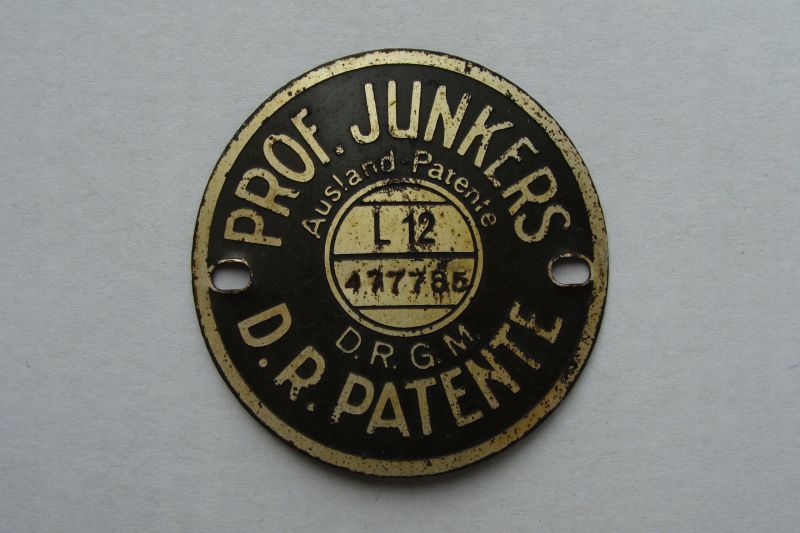 PROF. JUNKERS
Ausland-Patente
L 12
477785
D.R.G.M.
D.R. PATENTE